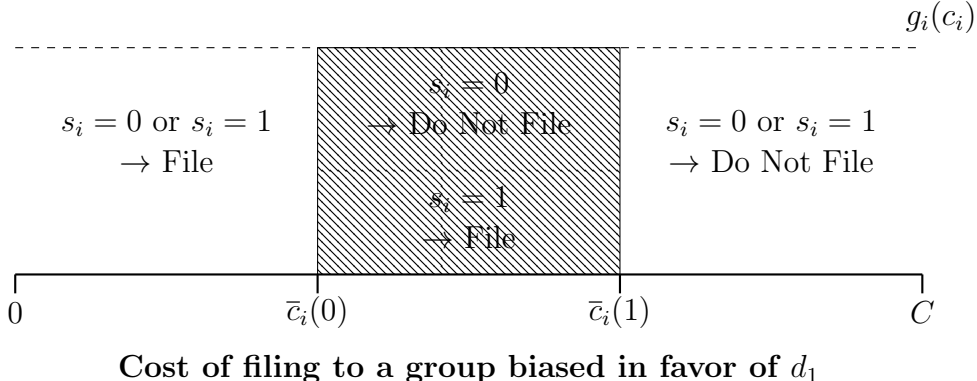 g_i(c_i)
s_i = 0 or s_i = 1
→ File
s_i = 0
→ Do Not File
s_i = 1
→ File
s_i = 0 or s_i = 1
→ Do Not File
0
c̅_i(0)
c̅_i(1)
C
Cost of filing to a group biased in favor of d_1